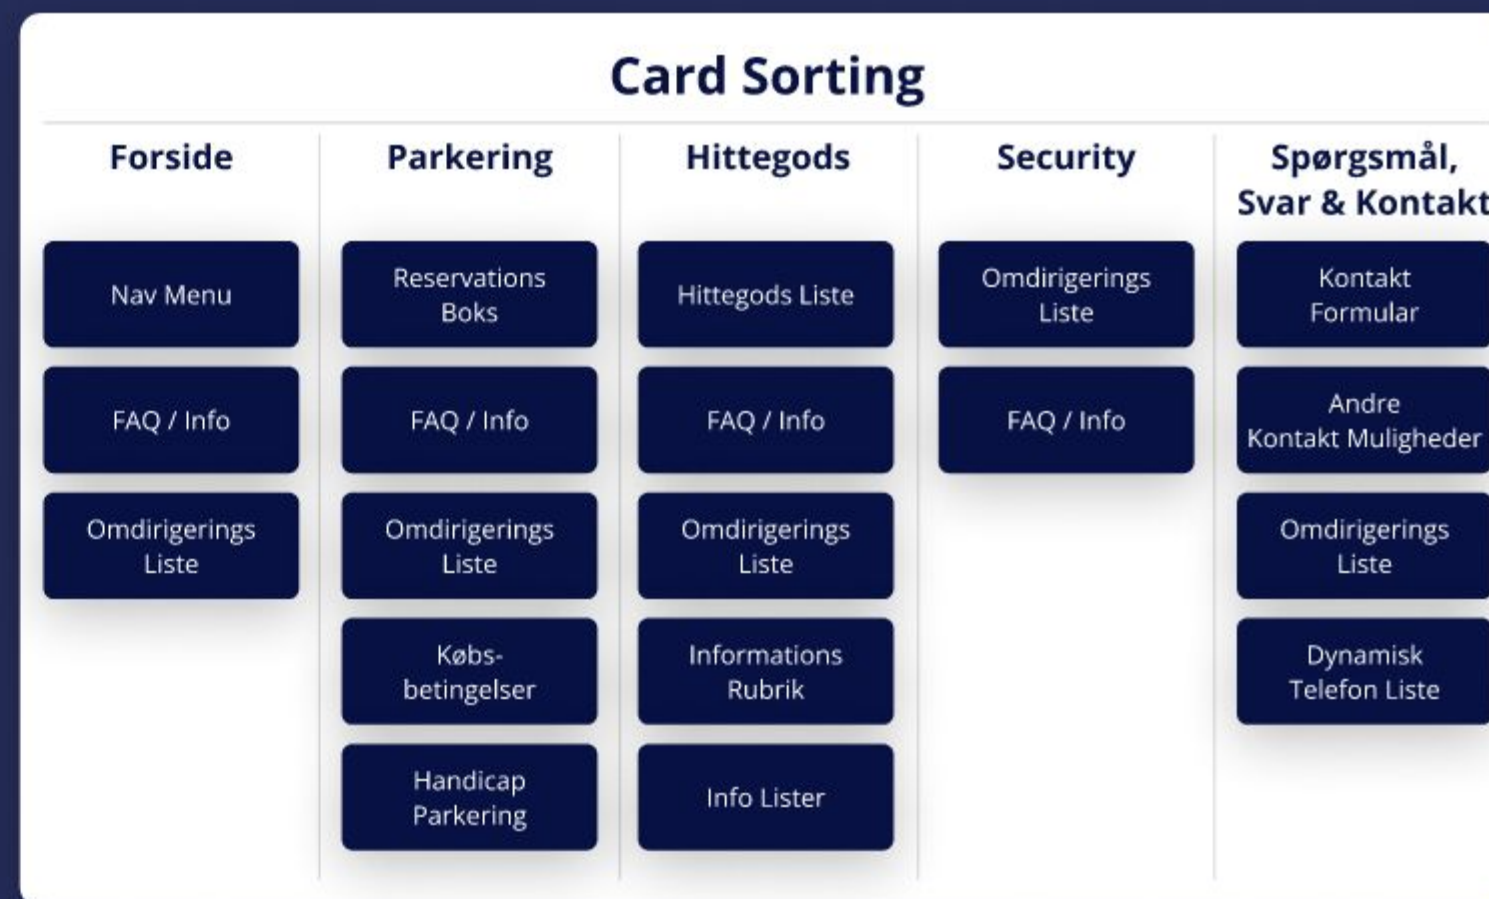 Card Sorting
Forside
Nav Menu
FAQ / Info
Omdirigerings
Liste
Parkering
Reservations
Boks
FAQ / Info
Omdirigerings
Liste
Købs-
betingelser
Handicap
Parkering
Hittegods
Hittegods Liste
FAQ / Info
Omdirigerings
Liste
Informations
Rubrik
Info Lister
Security
Omdirigerings
Liste
FAQ / Info
Spørgsmål,
Svar & Kontakt
Kontakt
Formular
Andre
Kontakt Muligheder
Omdirigerings
Liste
Dynamisk
Telefon Liste